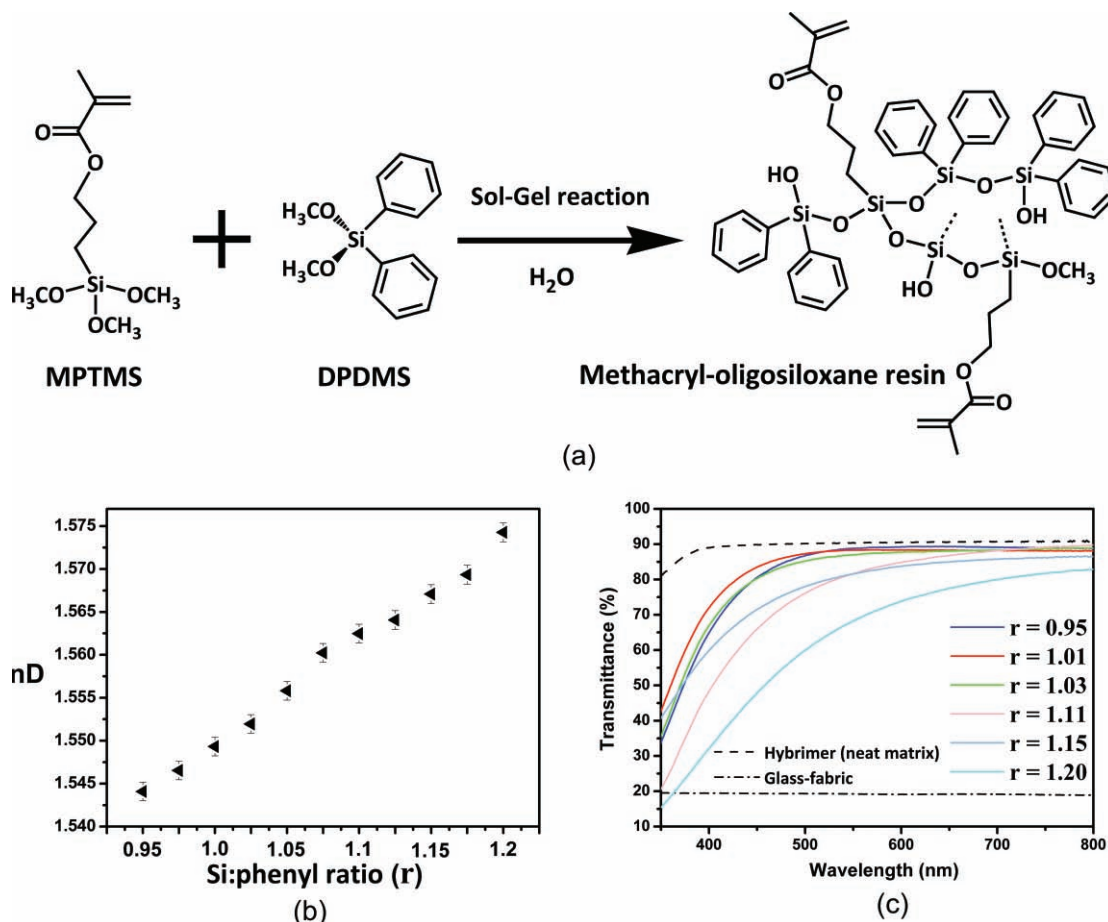 O
O
H₃CO
Si
OCH₃
OCH₃
MPTMS
H₃CO
H₃CO
Si
DPDMS
Sol-Gel reaction
H₂O
O
O
HO
Si
O
Si
O
Si
O
Si
OH
O
Si
HO
O
Si
OCH₃
O
O
Methacryl-oligosiloxane resin
(a)
1.575
1.570
1.565
1.560
1.555
1.550
1.545
1.540
nD
0.95 1.0 1.05 1.1 1.15 1.2
Si:phenyl ratio (r)
(b)
100
90
80
70
60
50
40
30
20
10
Transmittance (%)
r = 0.95
r = 1.01
r = 1.03
r = 1.11
r = 1.15
r = 1.20
Hybrimer (neat matrix)
Glass-fabric
400 500 600 700 800
Wavelength (nm)
(c)